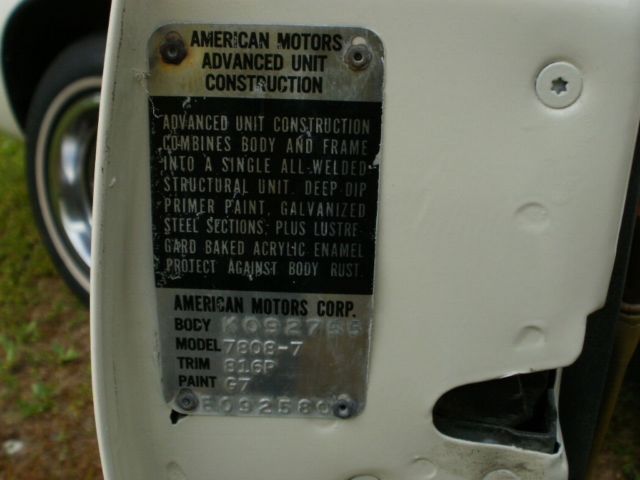 AMERICAN MOTORS
ADVANCED UNIT
CONSTRUCTION
ADVANCED UNIT CONSTRUCTION
COMBINES BODY AND FRAME
INTO A SINGLE ALL-WELDED
STRUCTURAL UNIT. DEEP DIP
PRIMER PAINT, GALVANIZED
STEEL SECTIONS, PLUS LUSTRE-
GARD BAKED ACRYLIC ENAMEL
PROTECT AGAINST BODY RUST.
AMERICAN MOTORS CORP.
BODY K092755
MODEL 7808-7
TRIM 816P
PAINT G7
E092580